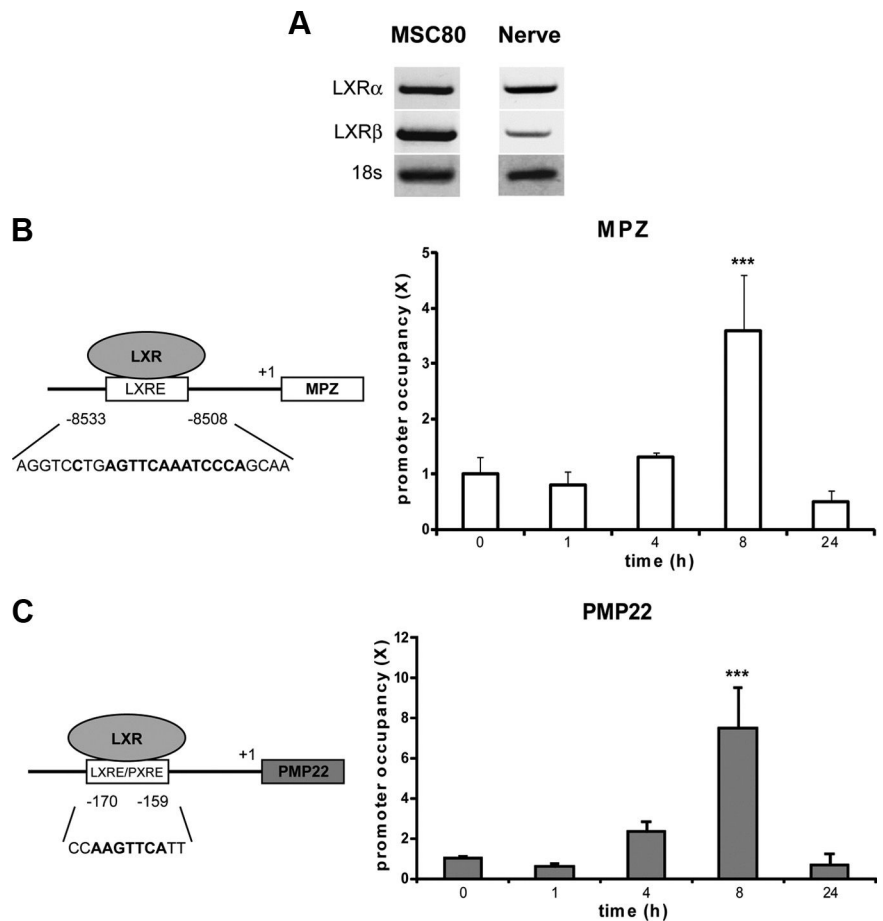 A
MSC80 Nerve
LXRα
LXRβ
18s
B
LXR
LXRE
+1
MPZ
-8533 -8508
AGGTCCTGAGTTCAAATCCCAGCAA
MPZ
promoter occupancy (X)
5
4
3
2
1
0
***
0 1 4 8 24
time (h)
C
LXR
LXRE/PXRE
+1
PMP22
-170 -159
CCAAGTTCATT
PMP22
promoter occupancy (X)
12
10
8
6
4
2
0
***
0 1 4 8 24
time (h)